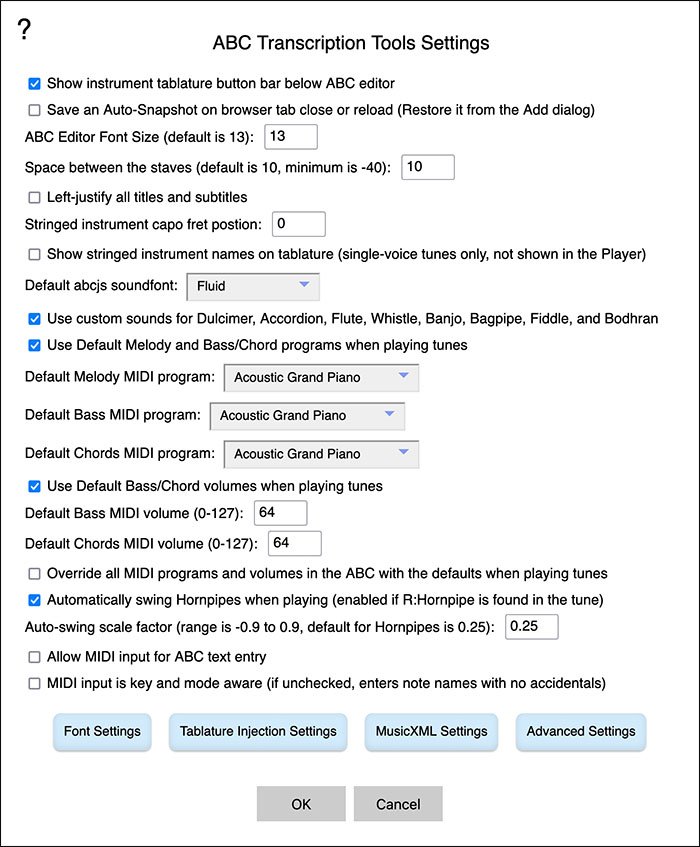 ?
ABC Transcription Tools Settings
Show instrument tablature button bar below ABC editor
Save an Auto-Snapshot on browser tab close or reload (Restore it from the Add dialog)
ABC Editor Font Size (default is 13): 13
Space between the staves (default is 10, minimum is -40): 10
Left-justify all titles and subtitles
Stringed instrument capo fret postion: 0
Show stringed instrument names on tablature (single-voice tunes only, not shown in the Player)
Default abcjs soundfont: Fluid
Use custom sounds for Dulcimer, Accordion, Flute, Whistle, Banjo, Bagpipe, Fiddle, and Bodhran
Use Default Melody and Bass/Chord programs when playing tunes
Default Melody MIDI program: Acoustic Grand Piano
Default Bass MIDI program: Acoustic Grand Piano
Default Chords MIDI program: Acoustic Grand Piano
Use Default Bass/Chord volumes when playing tunes
Default Bass MIDI volume (0-127): 64
Default Chords MIDI volume (0-127): 64
Override all MIDI programs and volumes in the ABC with the defaults when playing tunes
Automatically swing Hornpipes when playing (enabled if R:Hornpipe is found in the tune)
Auto-swing scale factor (range is -0.9 to 0.9, default for Hornpipes is 0.25): 0.25
Allow MIDI input for ABC text entry
MIDI input is key and mode aware (if unchecked, enters note names with no accidentals)
Font Settings Tablature Injection Settings MusicXML Settings Advanced Settings
OK Cancel